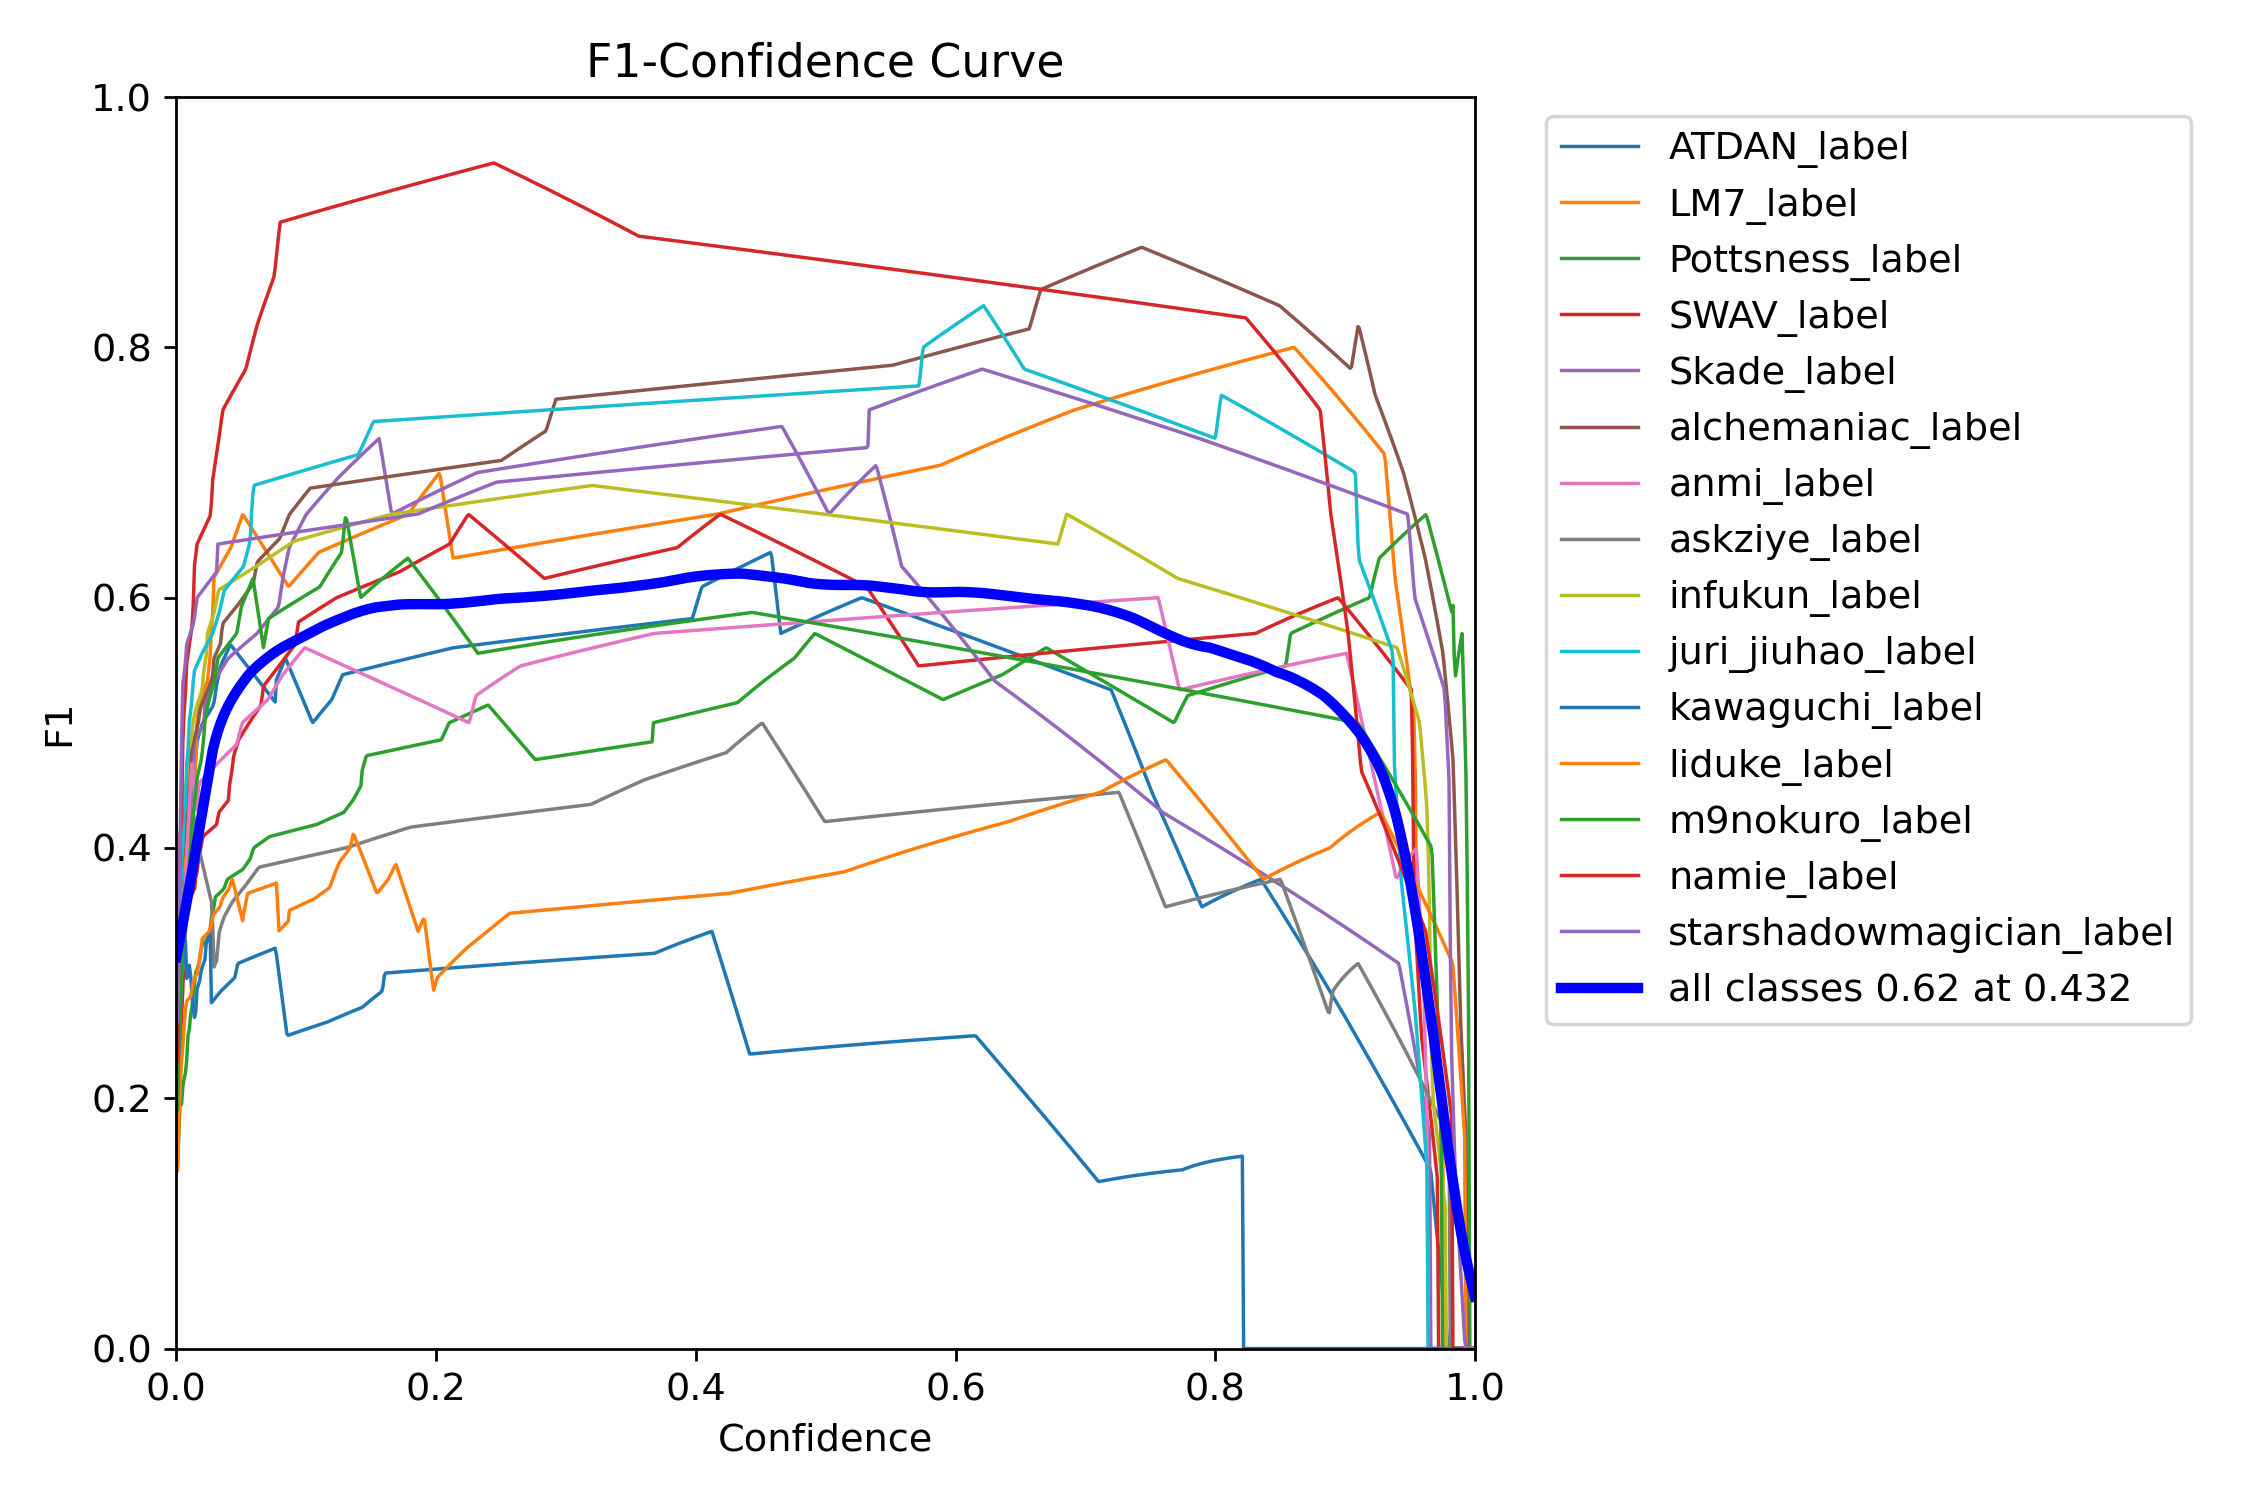 F1-Confidence Curve
1.0
0.8
0.6
0.4
0.2
0.0
F1
0.0 0.2 0.4 0.6 0.8 1.0
Confidence
ATDAN_label
LM7_label
Pottsness_label
SWAV_label
Skade_label
alchemaniac_label
anmi_label
askziye_label
infukun_label
juri_jiuhao_label
kawaguchi_label
liduke_label
m9nokuro_label
namie_label
starshadowmagician_label
all classes 0.62 at 0.432